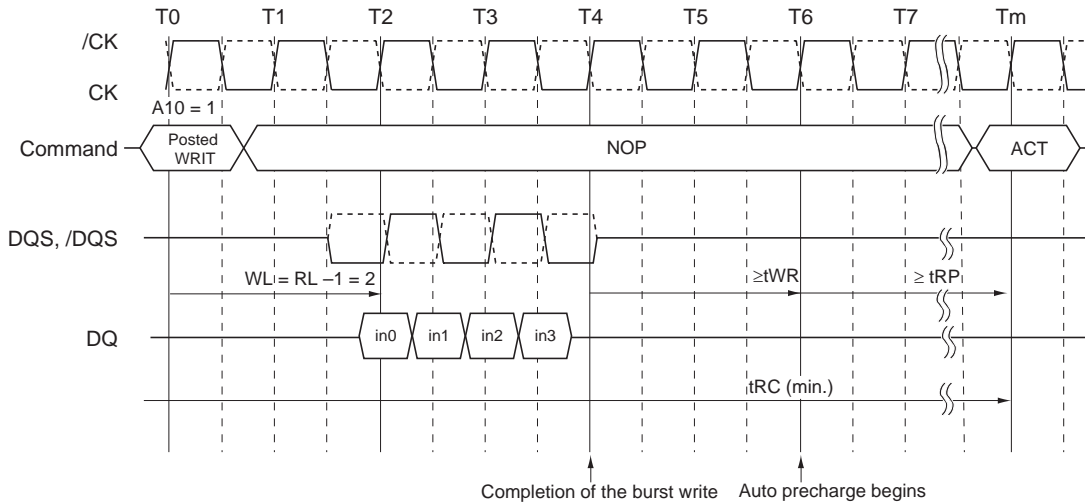 T0 T1 T2 T3 T4 T5 T6 T7 Tm
/CK
CK
A10 = 1
Command
Posted
WRIT
NOP
ACT
DQS, /DQS
WL = RL –1 = 2
≥tWR
≥ tRP
DQ
in0 in1 in2 in3
tRC (min.)
Completion of the burst write
Auto precharge begins